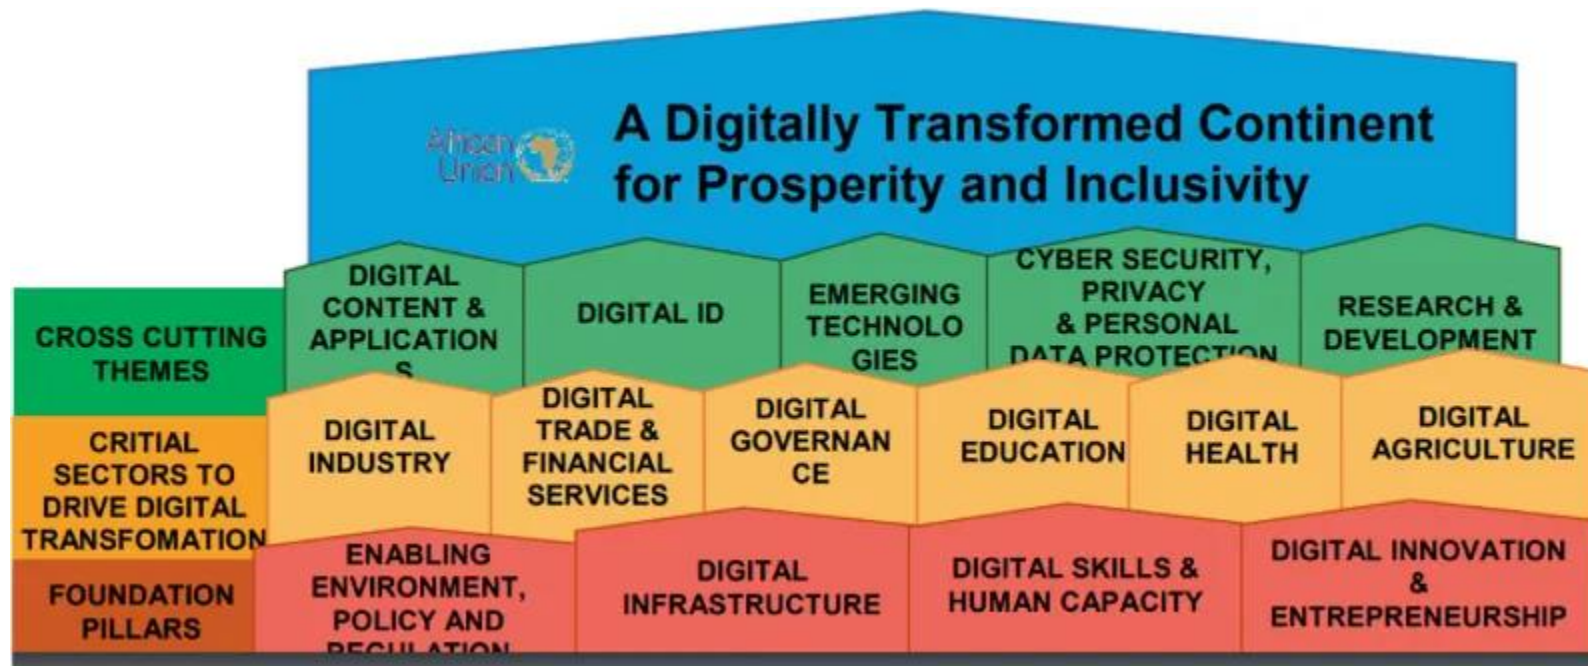 African
Union
A Digitally Transformed Continent
for Prosperity and Inclusivity
CROSS CUTTING
THEMES
DIGITAL
CONTENT &
APPLICATION
S
DIGITAL ID
EMERGING
TECHNOLO
GIES
CYBER SECURITY,
PRIVACY
& PERSONAL
DATA PROTECTION
RESEARCH &
DEVELOPMENT
CRITIAL
SECTORS TO
DRIVE DIGITAL
TRANSFOMATION
DIGITAL
INDUSTRY
DIGITAL
TRADE &
FINANCIAL
SERVICES
DIGITAL
GOVERNAN
CE
DIGITAL
EDUCATION
DIGITAL
HEALTH
DIGITAL
AGRICULTURE
FOUNDATION
PILLARS
ENABLING
ENVIRONMENT,
POLICY AND
REGULATION
DIGITAL
INFRASTRUCTURE
DIGITAL SKILLS &
HUMAN CAPACITY
DIGITAL INNOVATION
&
ENTREPRENEURSHIP